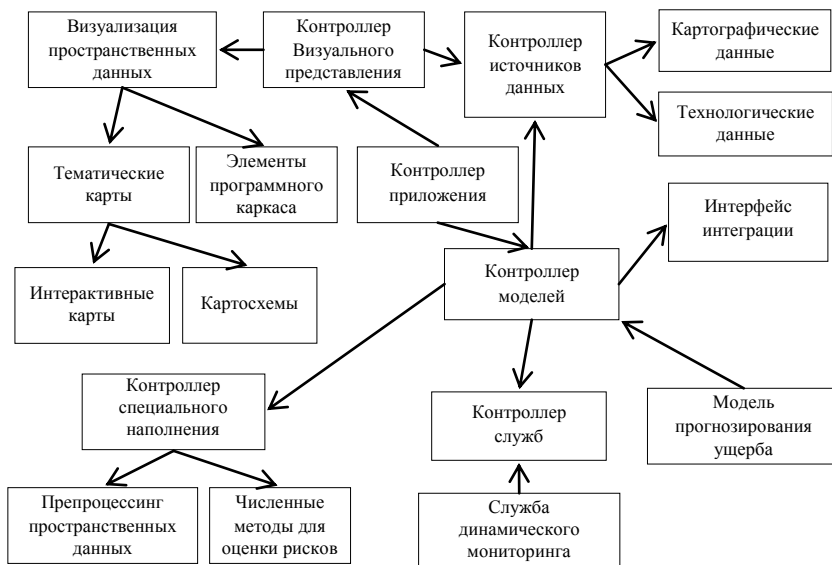 Визуализация
пространственных
данных
Контроллер
Визуального
представления
Контроллер
источников
данных
Картографические
данные
Технологические
данные
Тематические
карты
Элементы
программного
каркаса
Контроллер
приложения
Интерфейс
интеграции
Интерактивные
карты
Картосхемы
Контроллер
моделей
Контроллер
специального
наполнения
Контроллер
служб
Модель
прогнозирования
ущерба
Препроцессинг
пространственных
данных
Численные
методы для
оценки рисков
Служба
динамического
мониторинга